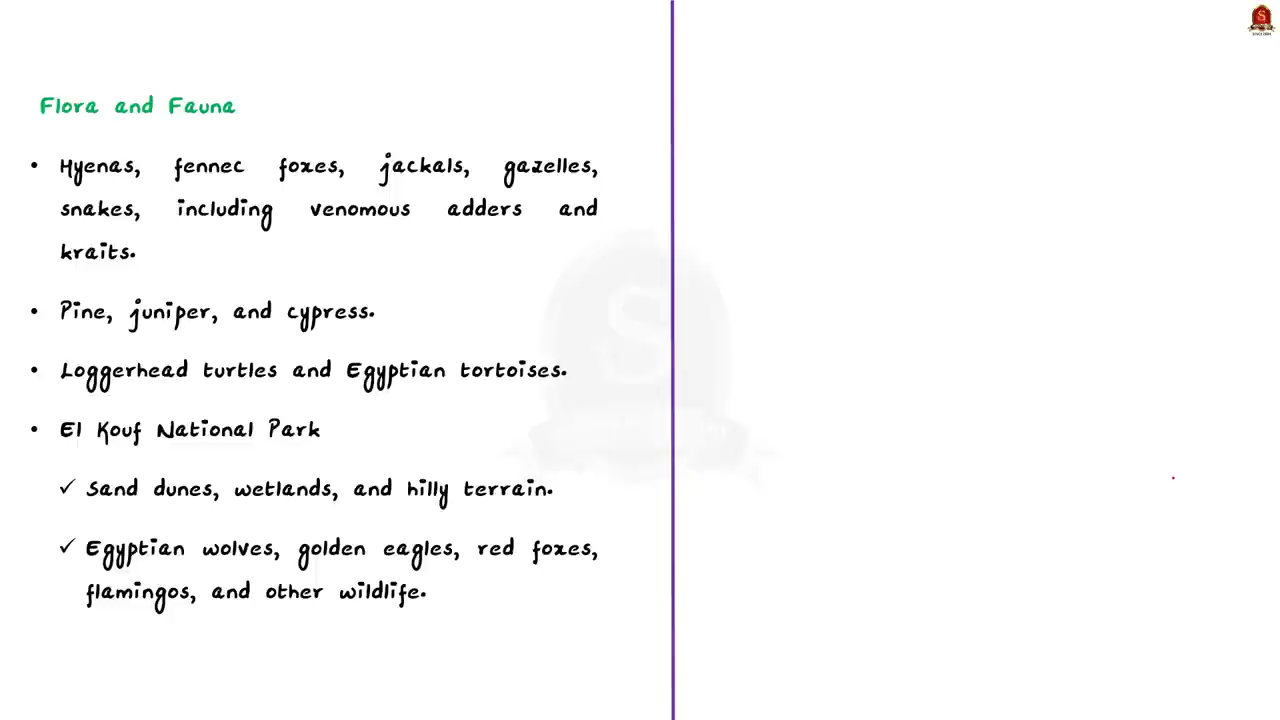 Flora and Fauna
• Hyenas, fennec foxes, jackals, gazelles,
snakes, including venomous adders and
kraits.
• Pine, juniper, and cypress.
• Loggerhead turtles and Egyptian tortoises.
• El Kouf National Park
✓ Sand dunes, wetlands, and hilly terrain.
✓ Egyptian wolves, golden eagles, red foxes,
flamingos, and other wildlife.
S
S